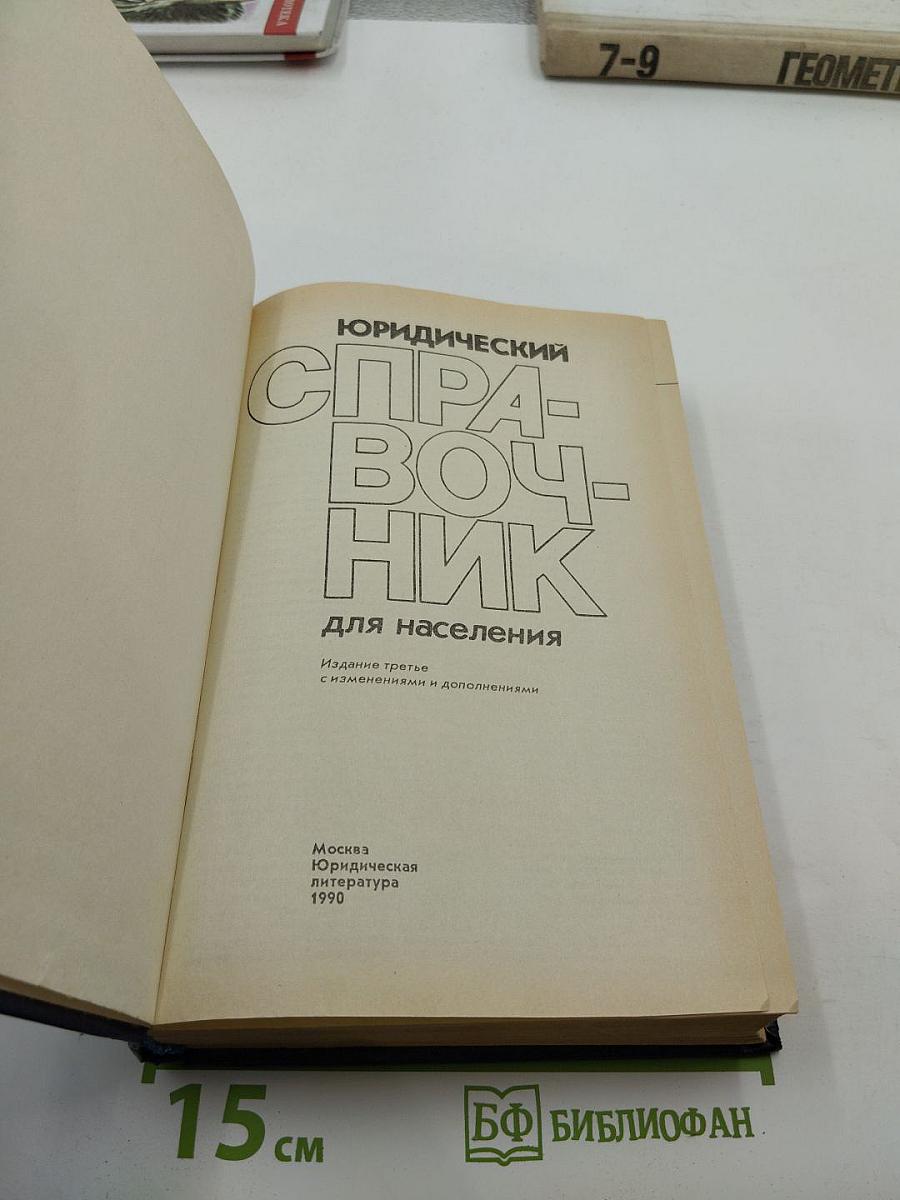 ОТЕКА
7-9 ГЕОМЕТ
ЮРИДИЧЕСКИЙ
СПРА-
ВОЧ-
НИК
для населения
Издание третье
с изменениями и дополнениями
Москва
Юридическая
литература
1990
15 см
БФ БИБЛИОФАН